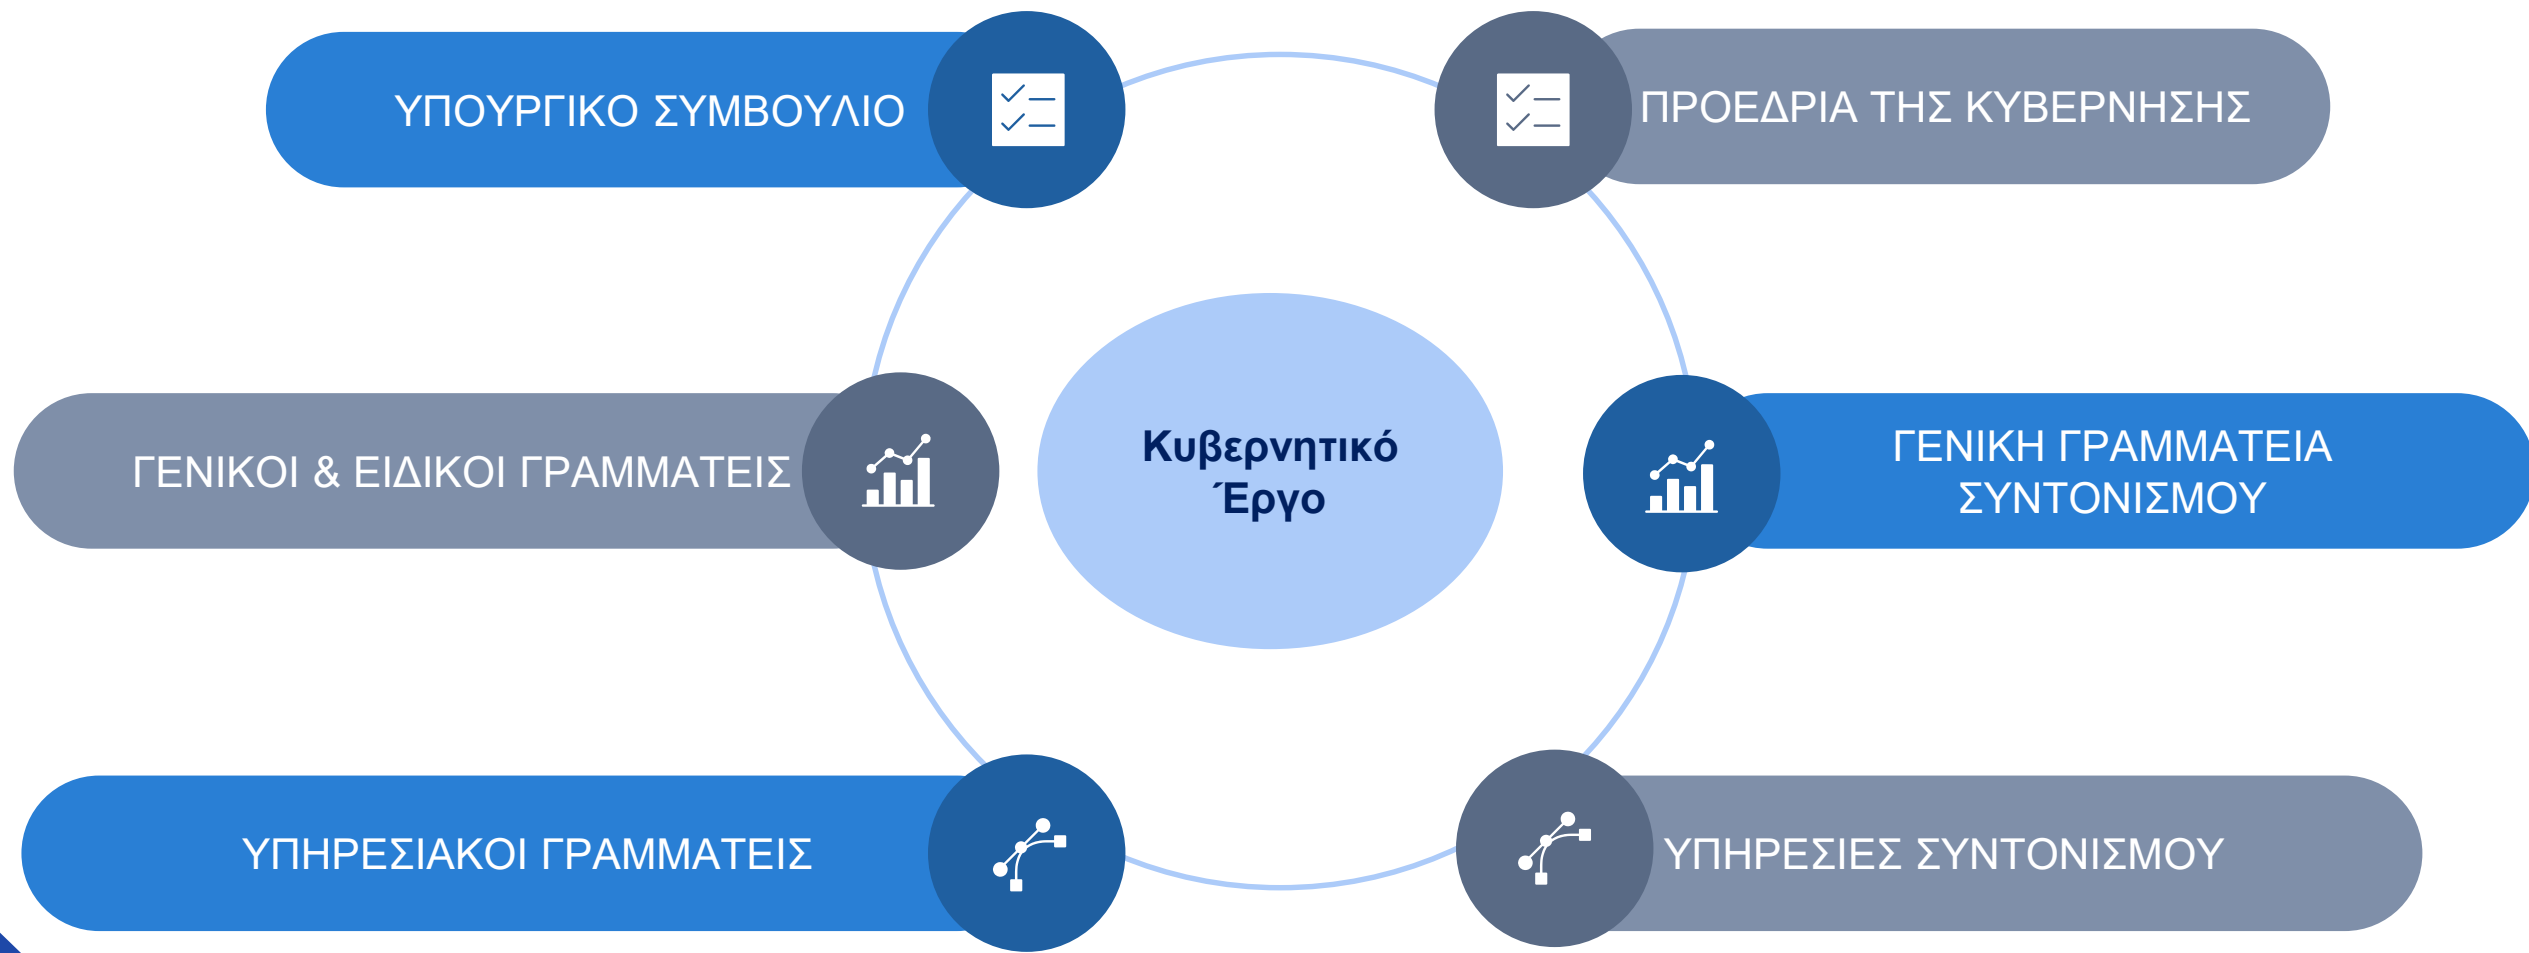 ΥΠΟΥΡΓΙΚΟ ΣΥΜΒΟΥΛΙΟ
ΠΡΟΕΔΡΙΑ ΤΗΣ ΚΥΒΕΡΝΗΣΗΣ
ΓΕΝΙΚΟΙ & ΕΙΔΙΚΟΙ ΓΡΑΜΜΑΤΕΙΣ
Κυβερνητικό
Έργο
ΓΕΝΙΚΗ ΓΡΑΜΜΑΤΕΙΑ
ΣΥΝΤΟΝΙΣΜΟΥ
ΥΠΗΡΕΣΙΑΚΟΙ ΓΡΑΜΜΑΤΕΙΣ
ΥΠΗΡΕΣΙΕΣ ΣΥΝΤΟΝΙΣΜΟΥ